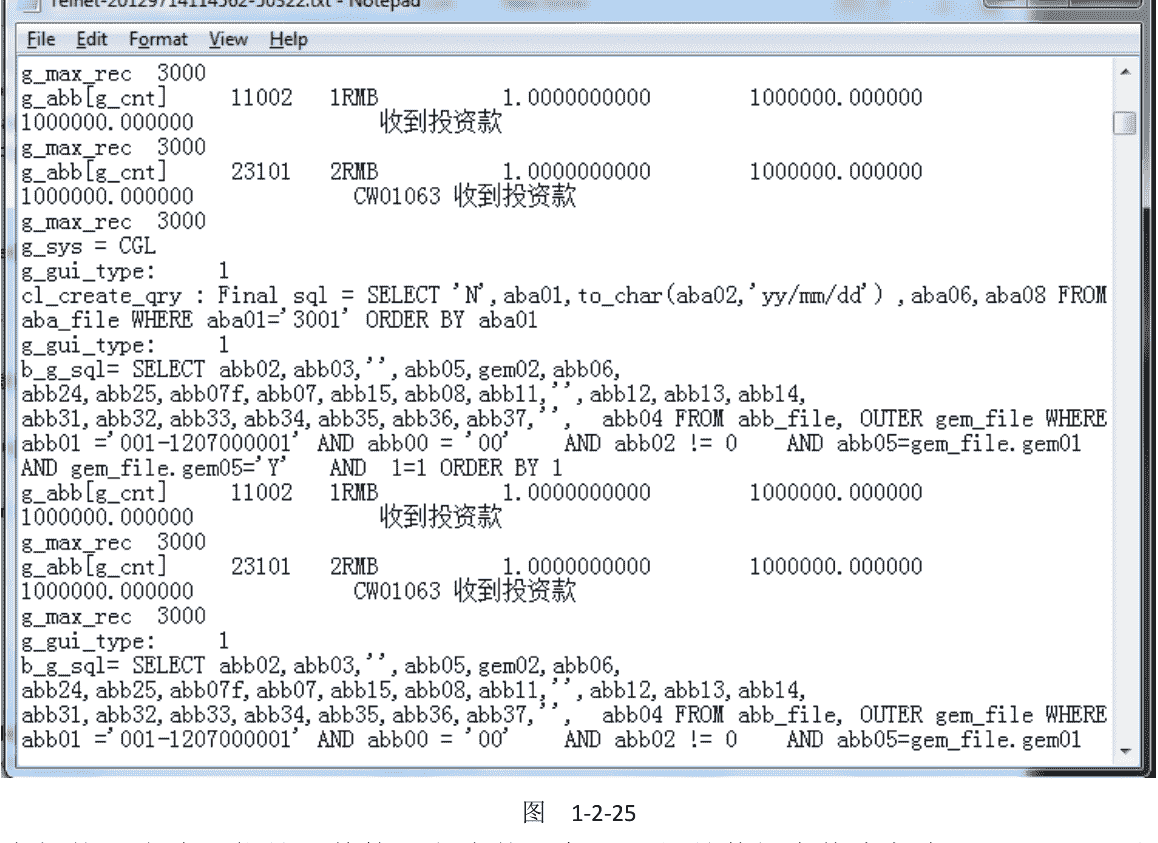 Telnet-20129714114562-50322.txt - Notepad
File Edit Format View Help
g_max_rec 3000
g_abb[g_cnt] 11002 1RMB 1.0000000000 1000000.000000
1000000.000000 收到投资款
g_max_rec 3000
g_abb[g_cnt] 23101 2RMB 1.0000000000 1000000.000000
1000000.000000 CW01063 收到投资款
g_max_rec 3000
g_sys = CGL
g_gui_type: 1
cl_create_qry : Final sql = SELECT 'N',aba01,to_char(aba02,'yy/mm/dd') ,aba06,aba08 FROM
aba_file WHERE aba01='3001' ORDER BY aba01
g_gui_type: 1
b_g_sql= SELECT abb02,abb03,'',abb05,gem02,abb06,
abb24,abb25,abb07f,abb07,abb15,abb08,abb11,'',abb12,abb13,abb14,
abb31,abb32,abb33,abb34,abb35,abb36,abb37,'', abb04 FROM abb_file, OUTER gem_file WHERE
abb01 ='001-1207000001' AND abb00 = '00' AND abb02 != 0 AND abb05=gem_file.gem01
AND gem_file.gem05='Y' AND 1=1 ORDER BY 1
g_abb[g_cnt] 11002 1RMB 1.0000000000 1000000.000000
1000000.000000 收到投资款
g_max_rec 3000
g_abb[g_cnt] 23101 2RMB 1.0000000000 1000000.000000
1000000.000000 CW01063 收到投资款
g_max_rec 3000
g_gui_type: 1
b_g_sql= SELECT abb02,abb03,'',abb05,gem02,abb06,
abb24,abb25,abb07f,abb07,abb15,abb08,abb11,'',abb12,abb13,abb14,
abb31,abb32,abb33,abb34,abb35,abb36,abb37,'', abb04 FROM abb_file, OUTER gem_file WHERE
abb01 ='001-1207000001' AND abb00 = '00' AND abb02 != 0 AND abb05=gem_file.gem01
图 1-2-25